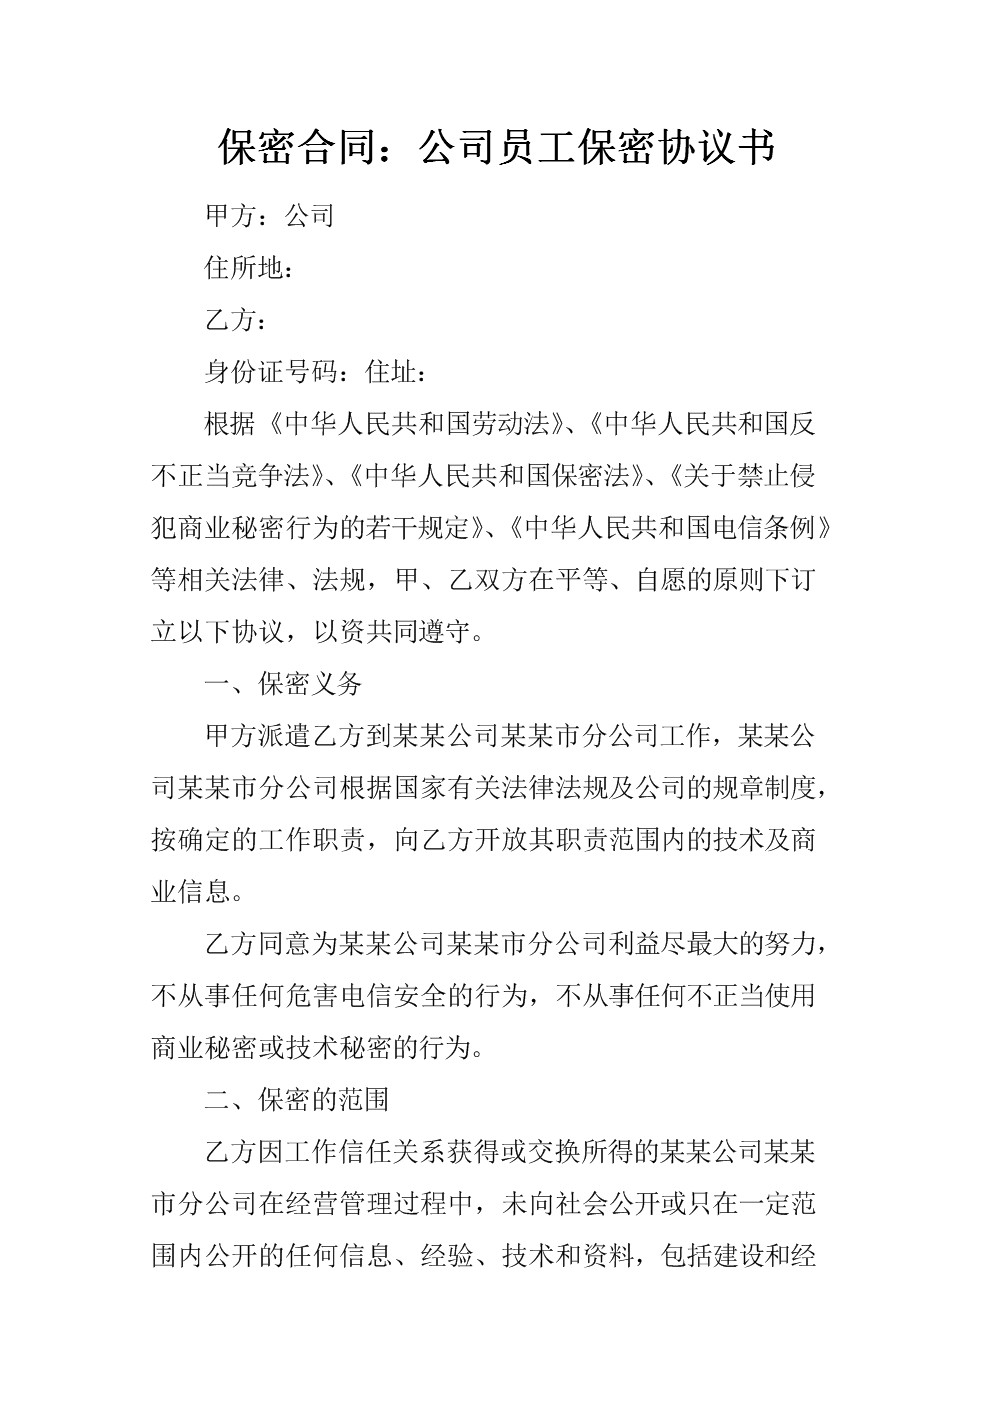 保密合同：公司员工保密协议书
甲方：公司
住所地：
乙方：
身份证号码：住址：
根据《中华人民共和国劳动法》、《中华人民共和国反
不正当竞争法》、《中华人民共和国保密法》、《关于禁止侵
犯商业秘密行为的若干规定》、《中华人民共和国电信条例》
等相关法律、法规，甲、乙双方在平等、自愿的原则下订
立以下协议，以资共同遵守。
一、保密义务
甲方派遣乙方到某某公司某某市分公司工作，某某公
司某某市分公司根据国家有关法律法规及公司的规章制度，
按确定的工作职责，向乙方开放其职责范围内的技术及商
业信息。
乙方同意为某某公司某某市分公司利益尽最大的努力，
不从事任何危害电信安全的行为，不从事任何不正当使用
商业秘密或技术秘密的行为。
二、保密的范围
乙方因工作信任关系获得或交换所得的某某公司某某
市分公司在经营管理过程中，未向社会公开或只在一定范
围内公开的任何信息、经验、技术和资料，包括建设和经